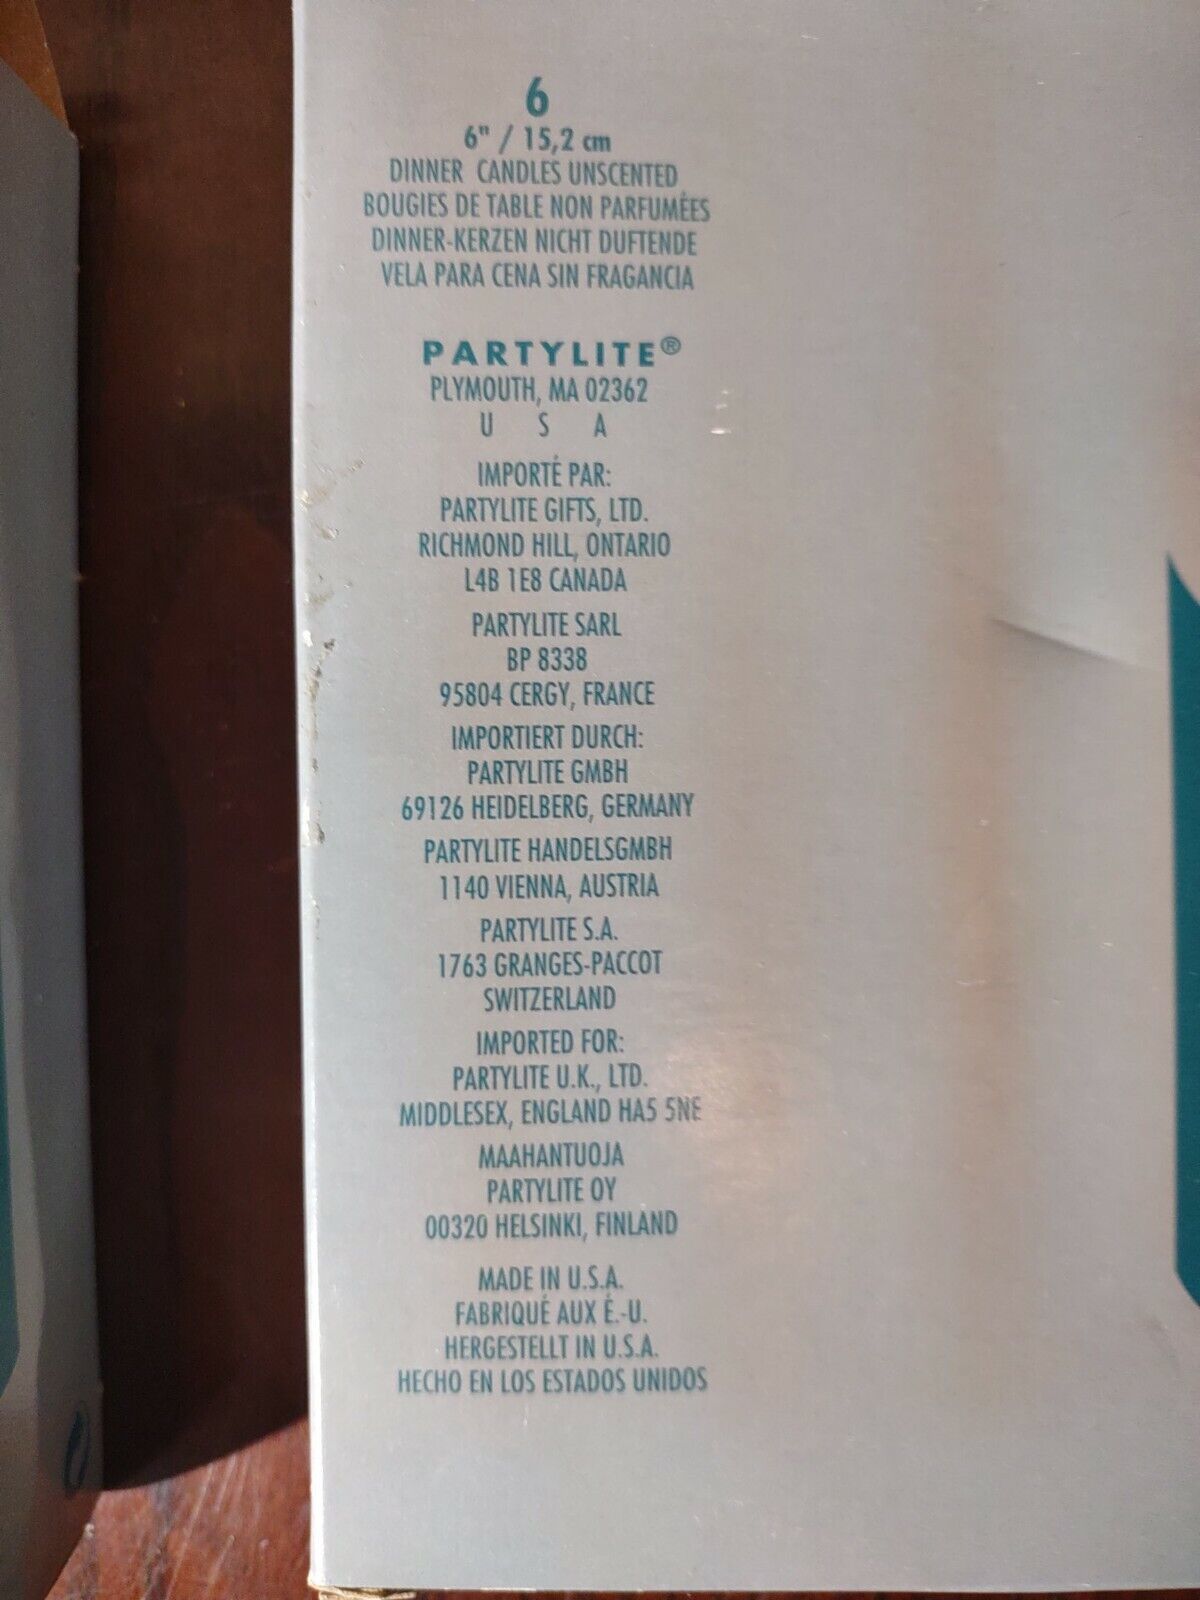 6
6" / 15,2 cm
DINNER CANDLES UNSCENTED
BOUGIES DE TABLE NON PARFUMÉES
DINNER-KERZEN NICHT DUFTENDE
VELA PARA CENA SIN FRAGANCIA
PARTYLITE®
PLYMOUTH, MA 02362
U S A
IMPORTÉ PAR:
PARTYLITE GIFTS, LTD.
RICHMOND HILL, ONTARIO
L4B 1E8 CANADA
PARTYLITE SARL
BP 8338
95804 CERGY, FRANCE
IMPORTIERT DURCH:
PARTYLITE GMBH
69126 HEIDELBERG, GERMANY
PARTYLITE HANDELSGMBH
1140 VIENNA, AUSTRIA
PARTYLITE S.A.
1763 GRANGES-PACCOT
SWITZERLAND
IMPORTED FOR:
PARTYLITE U.K., LTD.
MIDDLESEX, ENGLAND HA5 5NE
MAAHANTUOJA
PARTYLITE OY
00320 HELSINKI, FINLAND
MADE IN U.S.A.
FABRIQUÉ AUX É.-U.
HERGESTELLT IN U.S.A.
HECHO EN LOS ESTADOS UNIDOS